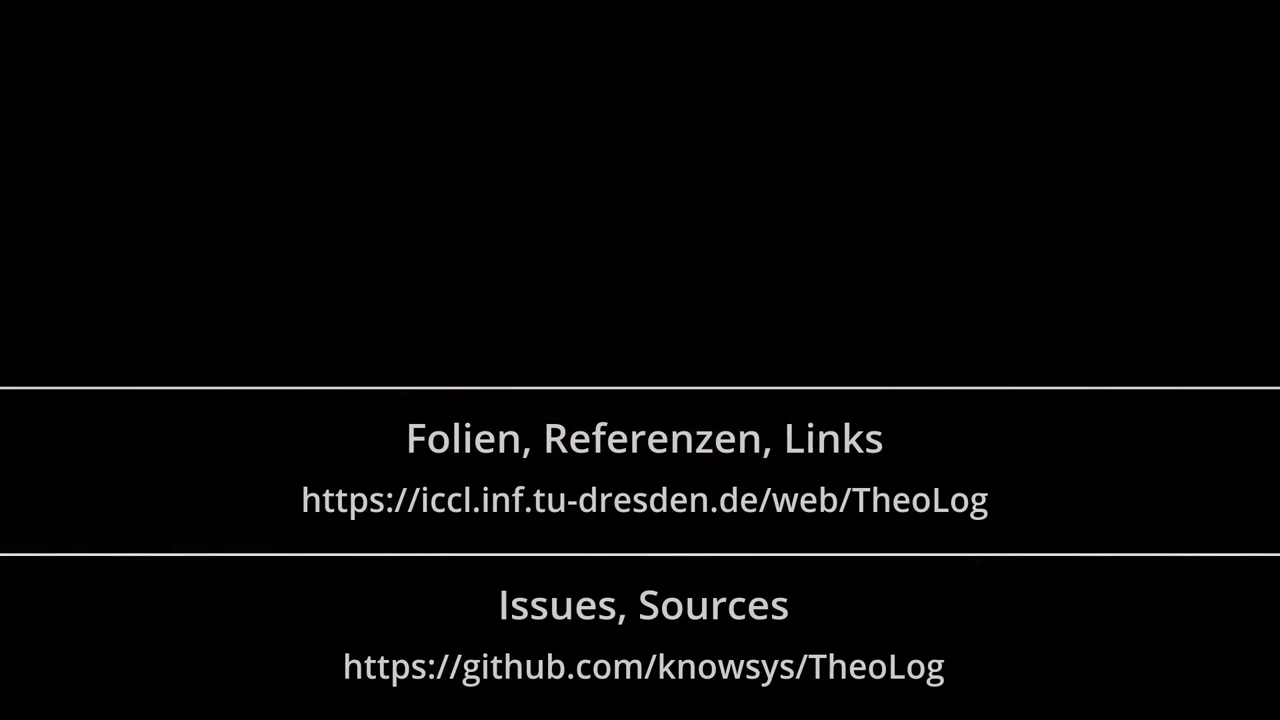 Folien, Referenzen, Links
https://iccl.inf.tu-dresden.de/web/TheoLog
Issues, Sources
https://github.com/knowsys/TheoLog